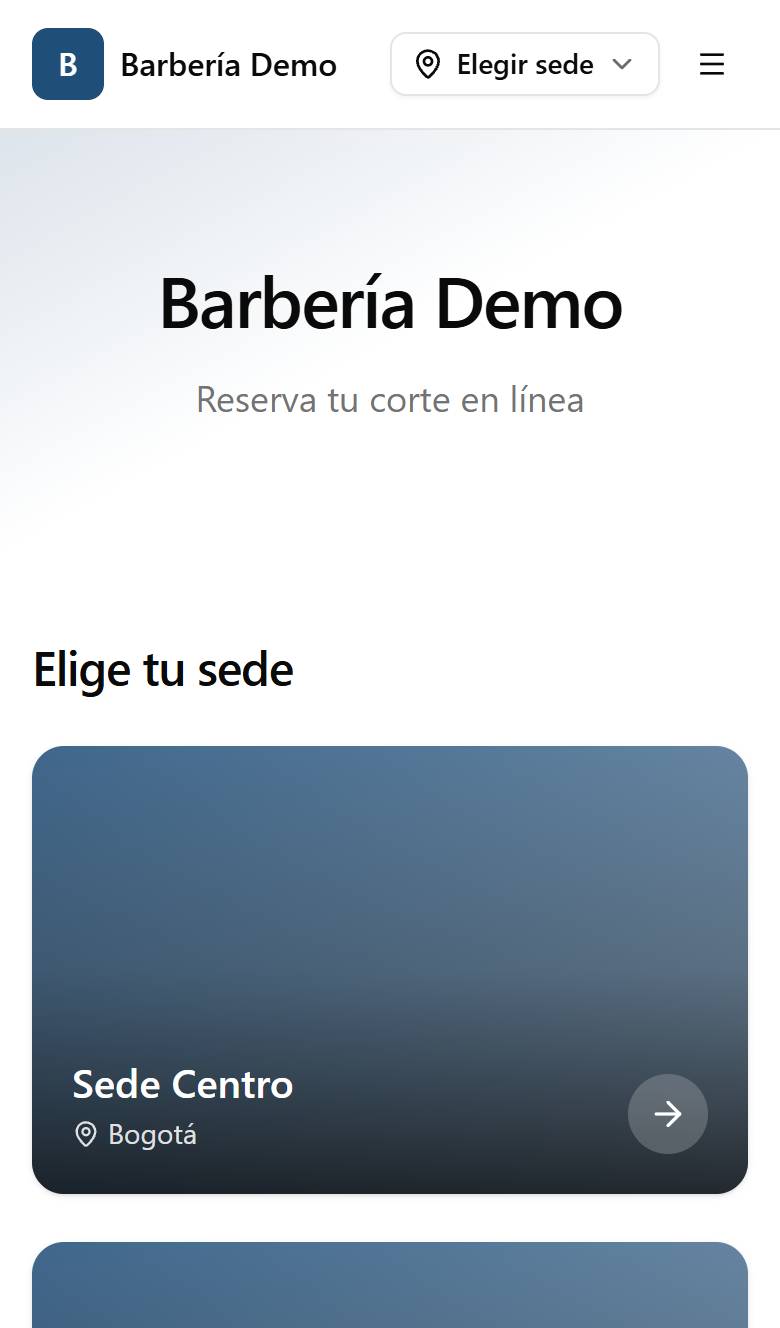 B
Barbería Demo
Elegir sede
Barbería Demo
Reserva tu corte en línea
Elige tu sede
Sede Centro
Bogotá